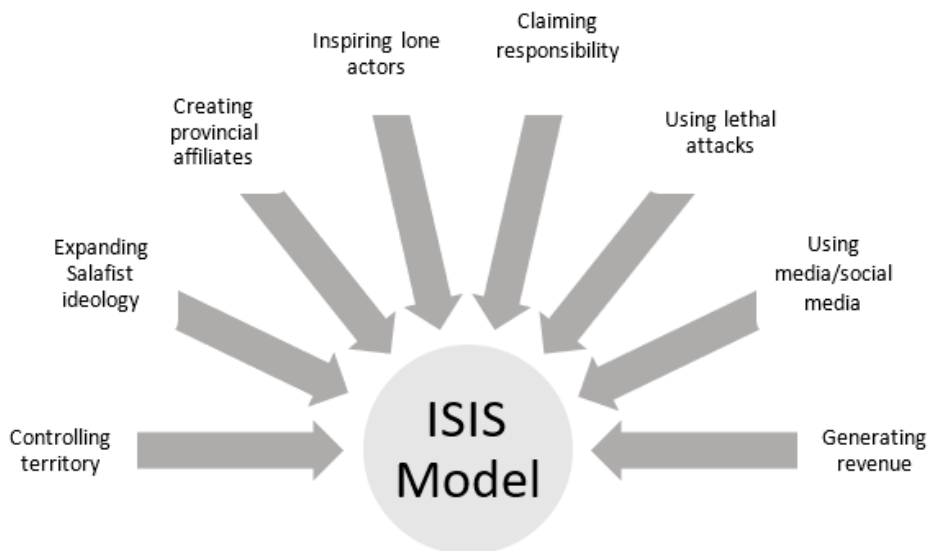 Controlling
territory
Expanding
Salafist
ideology
Creating
provincial
affiliates
Inspiring lone
actors
Claiming
responsibility
Using lethal
attacks
Using
media/social
media
Generating
revenue
ISIS
Model